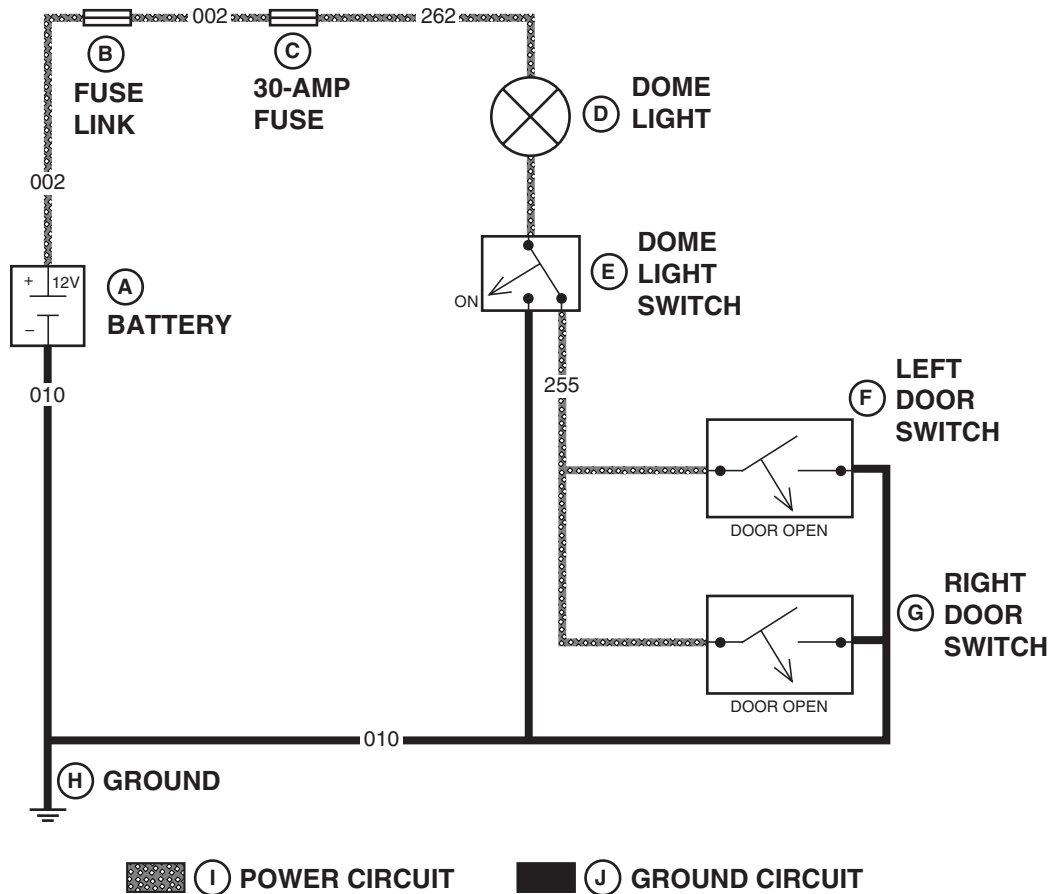 002
262
B
FUSE
LINK
C
30-AMP
FUSE
D
DOME
LIGHT
002
+
12V
−
A
BATTERY
E
DOME
LIGHT
SWITCH
ON
010
255
F
LEFT
DOOR
SWITCH
DOOR OPEN
G
RIGHT
DOOR
SWITCH
DOOR OPEN
010
H GROUND
I POWER CIRCUIT
J GROUND CIRCUIT